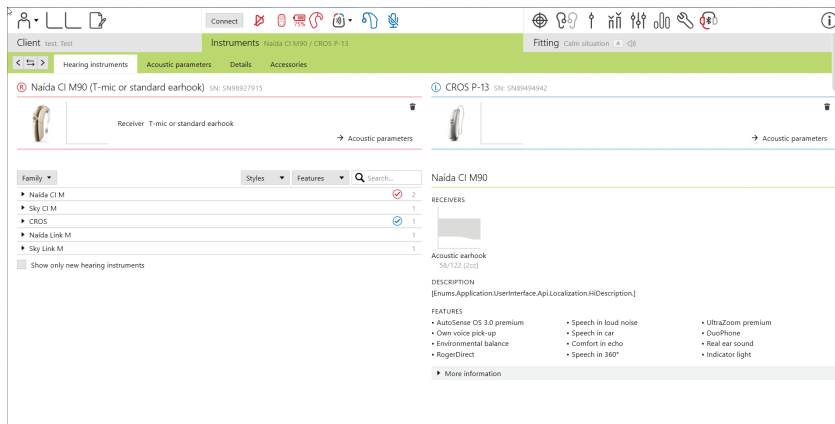 Connect
75%
Client test, Test
Instruments Naída CI M90 / CROS P-13
Fitting Calm situation A
Hearing instruments
Acoustic parameters
Details
Accessories
R Naída CI M90 (T-mic or standard earhook) SN: SN98927915
Receiver T-mic or standard earhook
→ Acoustic parameters
L CROS P-13 SN: SN89494942
→ Acoustic parameters
Family
Styles
Features
Search...
Naída CI M 2
Sky CI M 1
CROS 1
Naída Link M 1
Sky Link M 1
Show only new hearing instruments
Naída CI M90
RECEIVERS
Acoustic earhook
58/122 (2cc)
DESCRIPTION
[Enums.Application.UserInterface.Api.Localization.HiDescription.]
FEATURES
• AutoSense OS 3.0 premium
• Own voice pick-up
• Environmental balance
• RogerDirect
• Speech in loud noise
• Speech in car
• Comfort in echo
• Speech in 360°
• UltraZoom premium
• DuoPhone
• Real ear sound
• Indicator light
More information